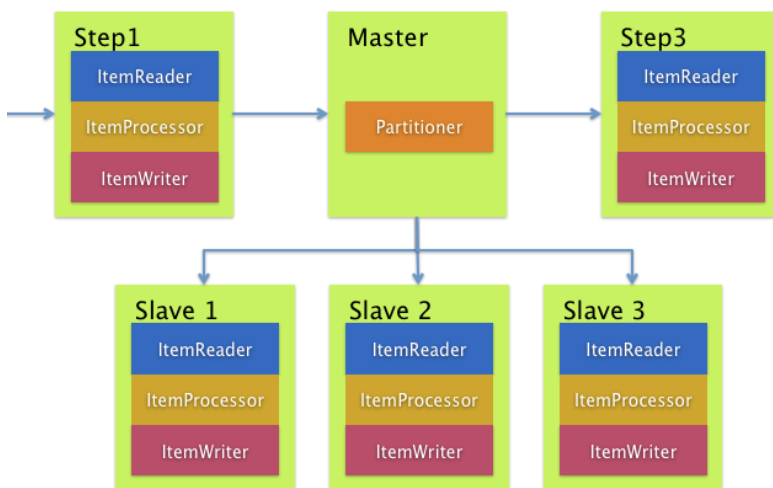 Step1
ItemReader
ItemProcessor
ItemWriter
Master
Partitioner
Step3
ItemReader
ItemProcessor
ItemWriter
Slave 1
ItemReader
ItemProcessor
ItemWriter
Slave 2
ItemReader
ItemProcessor
ItemWriter
Slave 3
ItemReader
ItemProcessor
ItemWriter